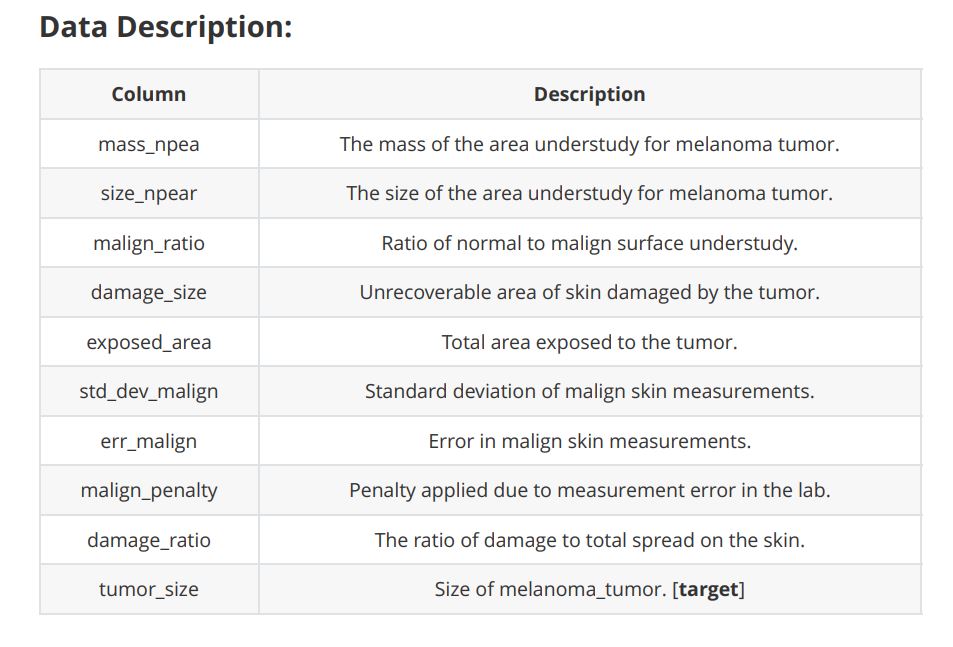 Data Description:
Column Description
mass_npea The mass of the area understudy for melanoma tumor.
size_npear The size of the area understudy for melanoma tumor.
malign_ratio Ratio of normal to malign surface understudy.
damage_size Unrecoverable area of skin damaged by the tumor.
exposed_area Total area exposed to the tumor.
std_dev_malign Standard deviation of malign skin measurements.
err_malign Error in malign skin measurements.
malign_penalty Penalty applied due to measurement error in the lab.
damage_ratio The ratio of damage to total spread on the skin.
tumor_size Size of melanoma_tumor. [target]